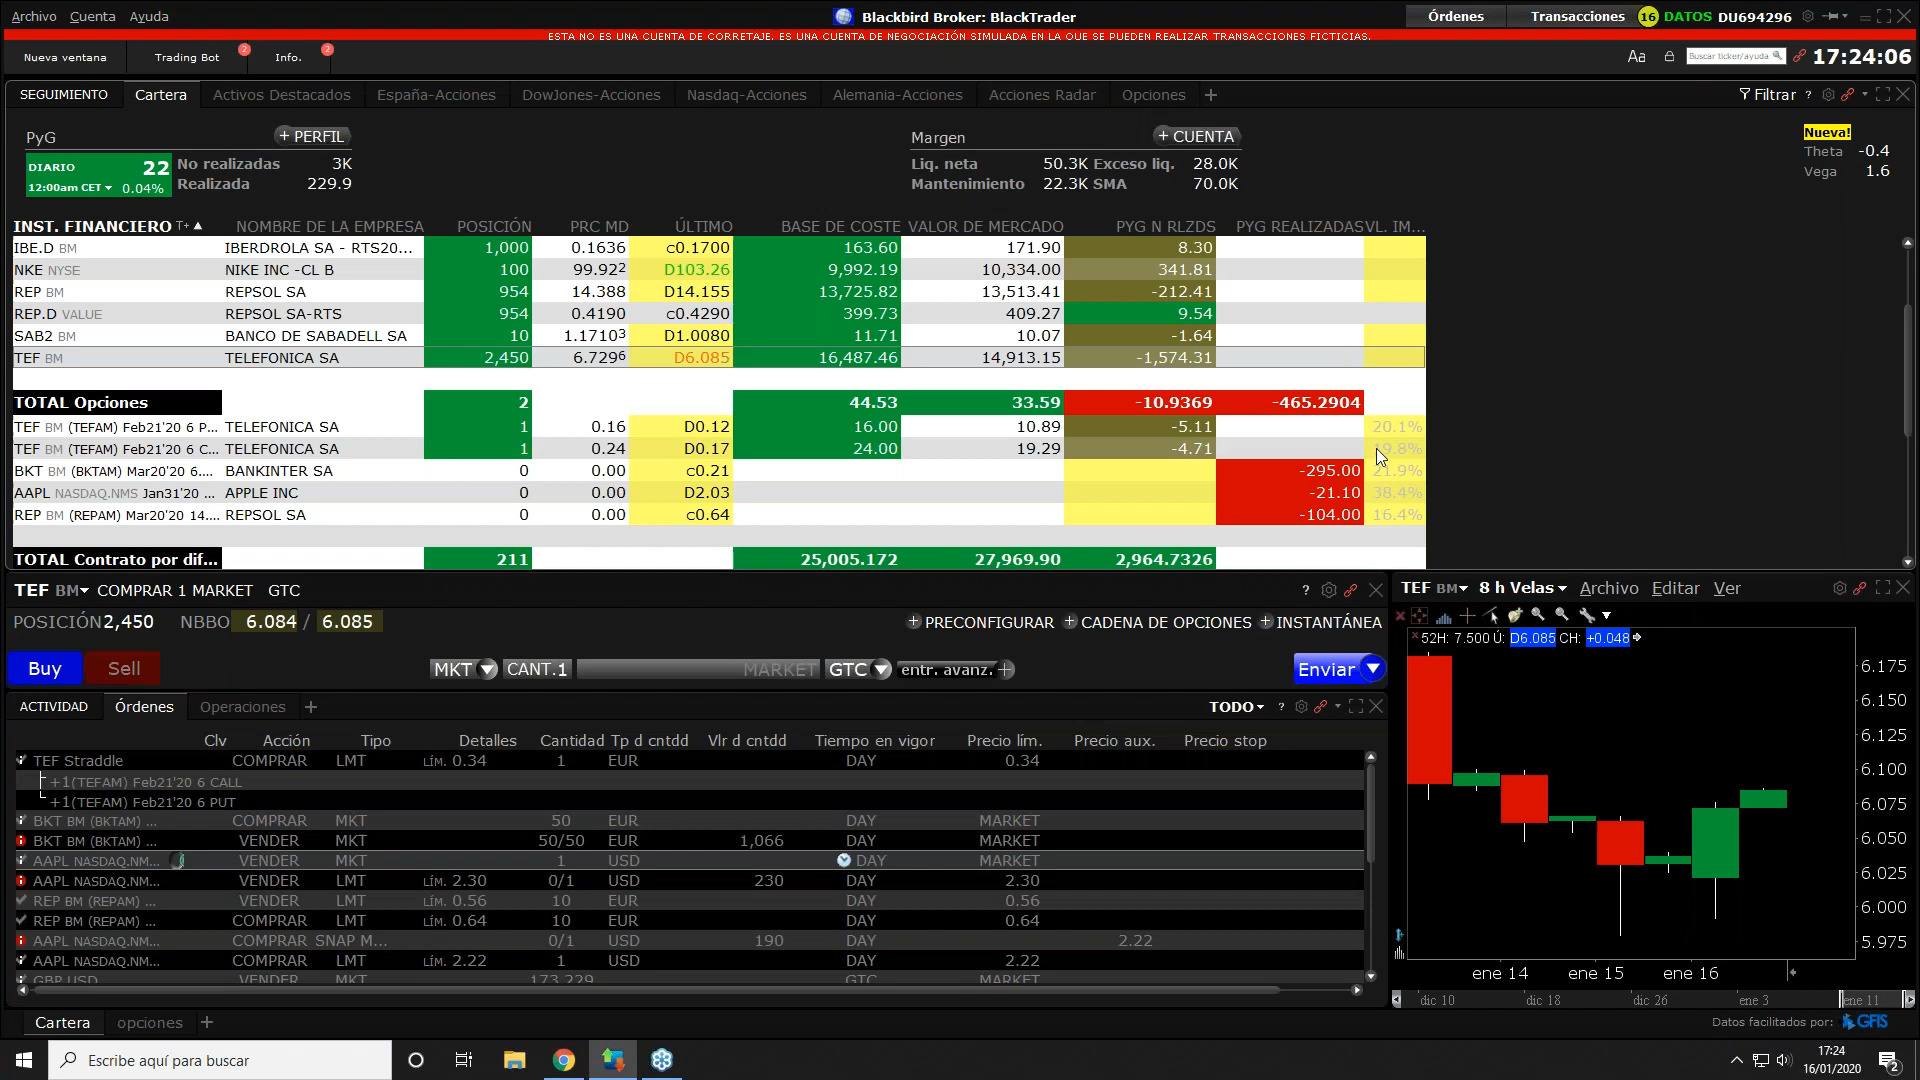 Archivo Cuenta Ayuda Blackbird Broker: BlackTrader Órdenes Transacciones 16 DATOS DU694296
ESTA NO ES UNA CUENTA DE CORRETAJE. ES UNA CUENTA DE NEGOCIACIÓN SIMULADA EN LA QUE SE PUEDEN REALIZAR TRANSACCIONES FICTICIAS.
Nueva ventana Trading Bot 2 Info. 2 Aa Buscar ticker/ayuda 17:24:06
SEGUIMIENTO Cartera Activos Destacados España-Acciones DowJones-Acciones Nasdaq-Acciones Alemania-Acciones Acciones Radar Opciones + Filtrar ?
PyG + PERFIL Margen + CUENTA Nueva!
DIARIO 22 No realizadas 3K Liq. neta 50.3K Exceso liq. 28.0K Theta -0.4
12:00am CET 0.04% Realizada 229.9 Mantenimiento 22.3K SMA 70.0K Vega 1.6
INST. FINANCIERO T+ NOMBRE DE LA EMPRESA POSICIÓN PRC MD ÚLTIMO BASE DE COSTE VALOR DE MERCADO PYG N RLZDS PYG REALIZADAS VL. IM...
IBE.D BM IBERDROLA SA - RTS20... 1,000 0.1636 c0.1700 163.60 171.90 8.30
NKE NYSE NIKE INC -CL B 100 99.922 D103.26 9,992.19 10,334.00 341.81
REP BM REPSOL SA 954 14.388 D14.155 13,725.82 13,513.41 -212.41
REP.D VALUE REPSOL SA-RTS 954 0.4190 c0.4290 399.73 409.27 9.54
SAB2 BM BANCO DE SABADELL SA 10 1.17103 D1.0080 11.71 10.07 -1.64
TEF BM TELEFONICA SA 2,450 6.7296 D6.085 16,487.46 14,913.15 -1,574.31
TOTAL Opciones 2 44.53 33.59 -10.9369 -465.2904
TEF BM (TEFAM) Feb21'20 6 P... TELEFONICA SA 1 0.16 D0.12 16.00 10.89 -5.11 20.1%
TEF BM (TEFAM) Feb21'20 6 C... TELEFONICA SA 1 0.24 D0.17 24.00 19.29 -4.71 19.8%
BKT BM (BKTAM) Mar20'20 6.... BANKINTER SA 0 0.00 c0.21 -295.00 21.9%
AAPL NASDAQ.NMS Jan31'20 ... APPLE INC 0 0.00 D2.03 -21.10 38.4%
REP BM (REPAM) Mar20'20 14.... REPSOL SA 0 0.00 c0.64 -104.00 16.4%
TOTAL Contrato por dif... 211 25,005.172 27,969.90 2,964.7326
TEF BM COMPRAR 1 MARKET GTC ?
POSICIÓN 2,450 NBBO 6.084 / 6.085 + PRECONFIGURAR + CADENA DE OPCIONES + INSTANTÁNEA
Buy Sell MKT CANT.1 MARKET GTC entr. avanz. + Enviar
ACTIVIDAD Órdenes Operaciones + TODO ?
Clv Acción Tipo Detalles Cantidad Tp d cntdd Vlr d cntdd Tiempo en vigor Precio lím. Precio aux. Precio stop
TEF Straddle COMPRAR LMT LÍM. 0.34 1 EUR DAY 0.34
+1(TEFAM) Feb21'20 6 CALL
+1(TEFAM) Feb21'20 6 PUT
BKT BM (BKTAM) ... COMPRAR MKT 50 EUR DAY MARKET
BKT BM (BKTAM) ... VENDER MKT 50/50 EUR 1,066 DAY MARKET
AAPL NASDAQ.NM... VENDER MKT 1 USD DAY MARKET
AAPL NASDAQ.NM... VENDER LMT LÍM. 2.30 0/1 USD 230 DAY 2.30
REP BM (REPAM) ... VENDER LMT LÍM. 0.56 10 EUR DAY 0.56
REP BM (REPAM) ... COMPRAR LMT LÍM. 0.64 10 EUR DAY 0.64
AAPL NASDAQ.NM... COMPRAR SNAP M... 0/1 USD 190 DAY 2.22
AAPL NASDAQ.NM... COMPRAR LMT LÍM. 2.22 1 USD DAY 2.22
GBP.USD VENDER MKT 173,229 GTC MARKET
TEF BM 8 h Velas Archivo Editar Ver
52H: 7.500 Ú: D6.085 CH: +0.048
6.175
6.150
6.125
6.100
6.075
6.050
6.025
6.000
5.975
ene 14 ene 15 ene 16
dic 10 dic 18 dic 26 ene 3 ene 11
Cartera opciones + Datos facilitados por: GFIS
Escribe aquí para buscar
17:24
16/01/2020
2